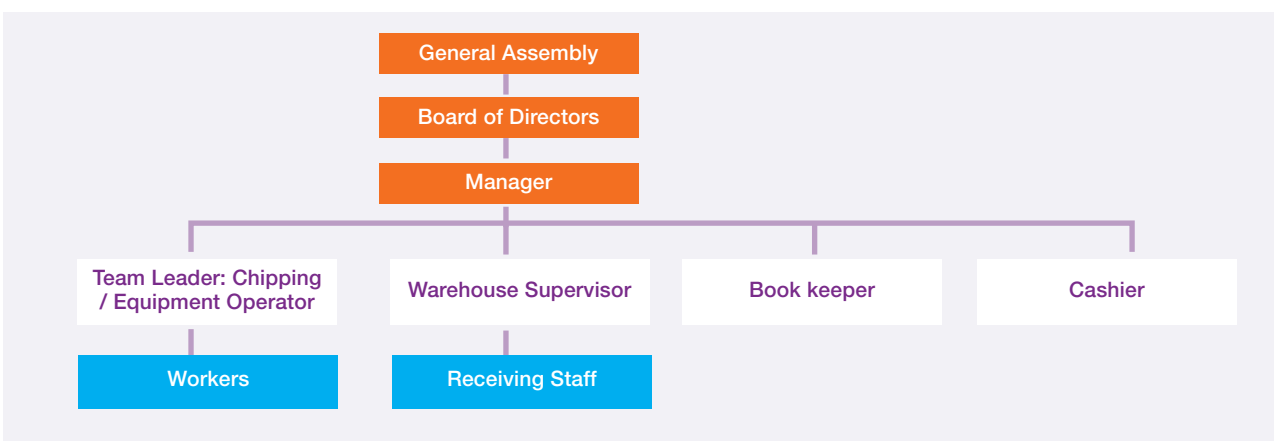 General Assembly
Board of Directors
Manager
Team Leader: Chipping
/ Equipment Operator
Warehouse Supervisor
Book keeper
Cashier
Workers
Receiving Staff